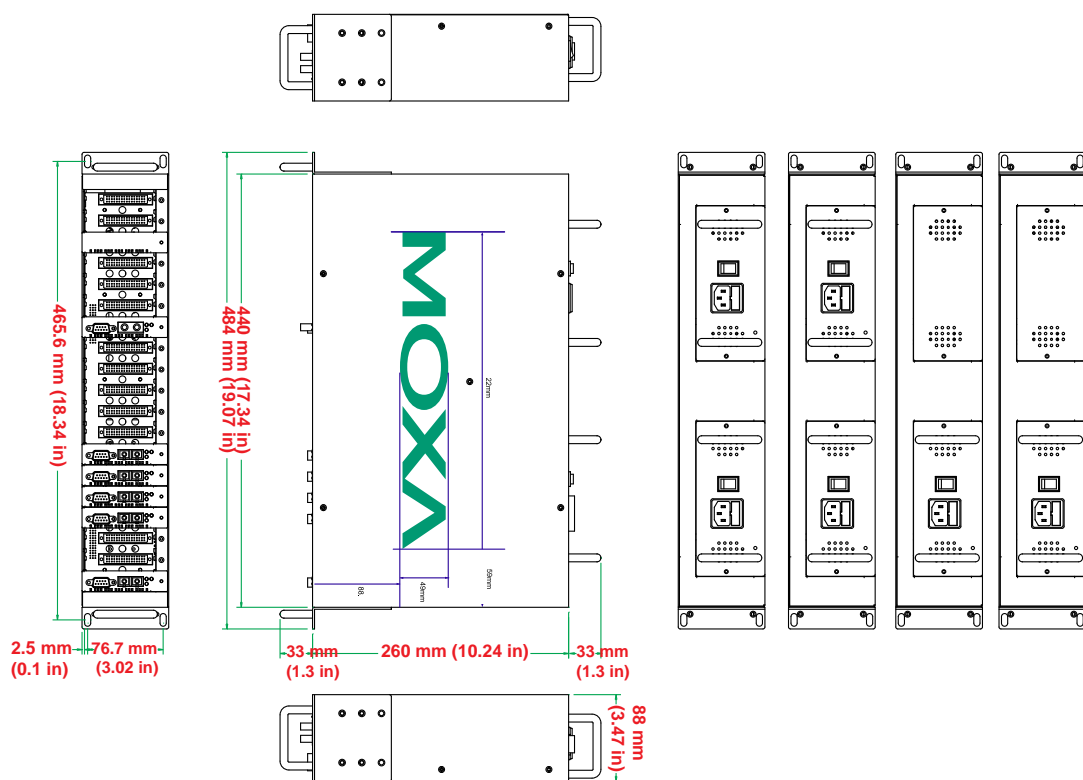 465.6 mm (18.34 in)
440 mm (17.34 in)
484 mm (19.07 in)
MOXA
22mm
59mm
49mm
88.
2.5 mm
(0.1 in)
76.7 mm
(3.02 in)
33 mm
(1.3 in)
260 mm (10.24 in)
33 mm
(1.3 in)
88 mm
(3.47 in)